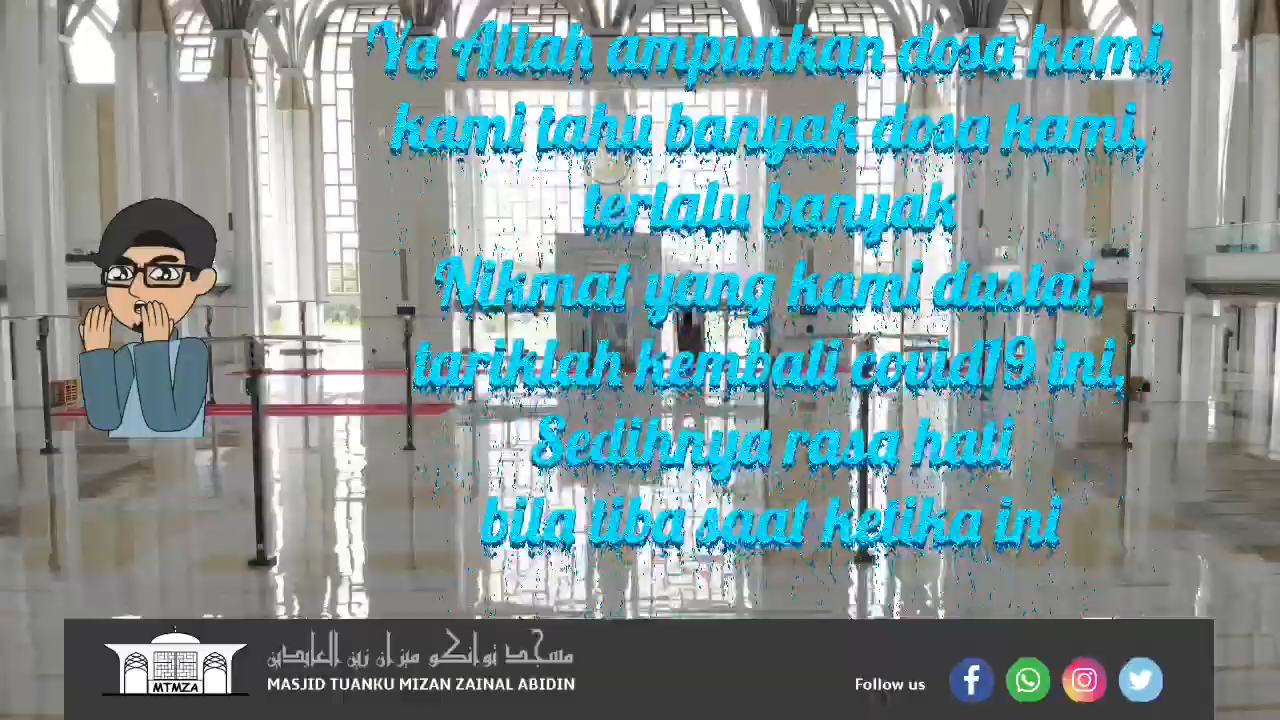 Ya Allah ampunkan dosa kami,
kami tahu banyak dosa kami,
terlalu banyak
Nikmat yang kami dustai,
tariklah kembali covid19 ini,
Sedihnya rasa hati
bila tiba saat ketika ini
مسجد توانكو ميزان زين العابدين
MTMZA
MASJID TUANKU MIZAN ZAINAL ABIDIN
Follow us